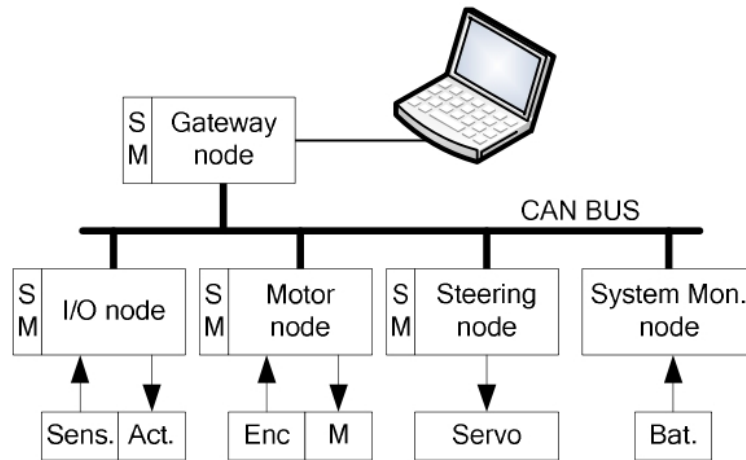 S
M
Gateway
node
CAN BUS
S
M
I/O node
S
M
Motor
node
S
M
Steering
node
System Mon.
node
Sens.
Act.
Enc
M
Servo
Bat.